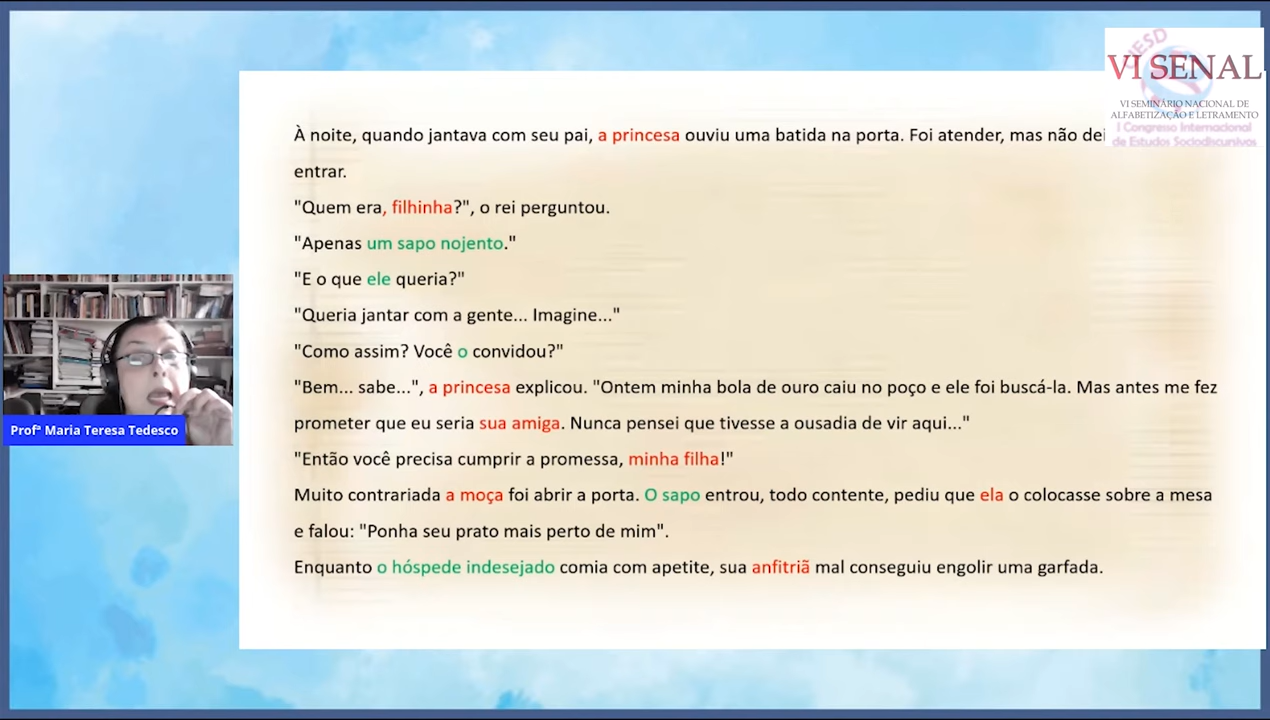 UESD
VI SENAL
VI SEMINÁRIO NACIONAL DE
ALFABETIZAÇÃO E LETRAMENTO
I Congresso Internacional
de Estudos Sociodiscursivos
À noite, quando jantava com seu pai, a princesa ouviu uma batida na porta. Foi atender, mas não dei
entrar.
"Quem era, filhinha?", o rei perguntou.
"Apenas um sapo nojento."
"E o que ele queria?"
"Queria jantar com a gente... Imagine..."
"Como assim? Você o convidou?"
"Bem... sabe...", a princesa explicou. "Ontem minha bola de ouro caiu no poço e ele foi buscá-la. Mas antes me fez
prometer que eu seria sua amiga. Nunca pensei que tivesse a ousadia de vir aqui..."
"Então você precisa cumprir a promessa, minha filha!"
Muito contrariada a moça foi abrir a porta. O sapo entrou, todo contente, pediu que ela o colocasse sobre a mesa
e falou: "Ponha seu prato mais perto de mim".
Enquanto o hóspede indesejado comia com apetite, sua anfitriã mal conseguiu engolir uma garfada.
Profª Maria Teresa Tedesco